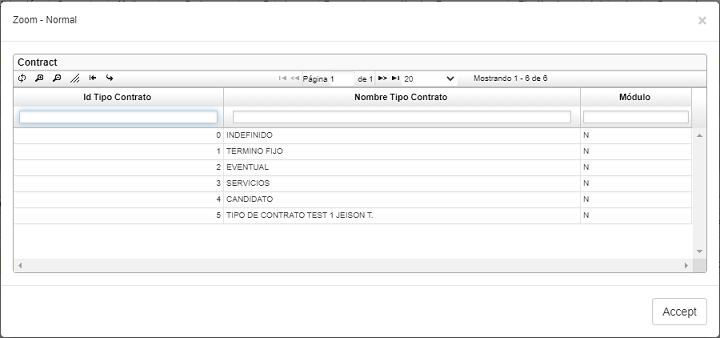 Zoom - Normal
×
Contract
Página 1 de 1 20 Mostrando 1 - 6 de 6
Id Tipo Contrato Nombre Tipo Contrato Módulo
0 INDEFINIDO N
1 TERMINO FIJO N
2 EVENTUAL N
3 SERVICIOS N
4 CANDIDATO N
5 TIPO DE CONTRATO TEST 1 JEISON T. N
Accept